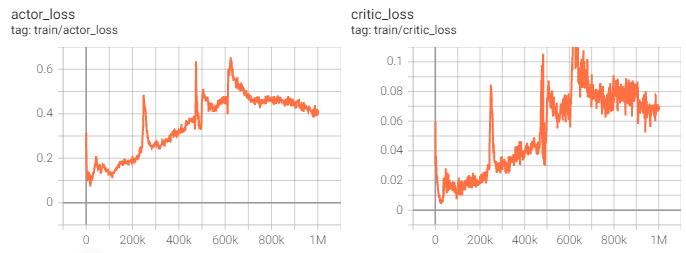 actor_loss
tag: train/actor_loss
0.6
0.4
0.2
0
0 200k 400k 600k 800k 1M
critic_loss
tag: train/critic_loss
0.1
0.08
0.06
0.04
0.02
0
0 200k 400k 600k 800k 1M